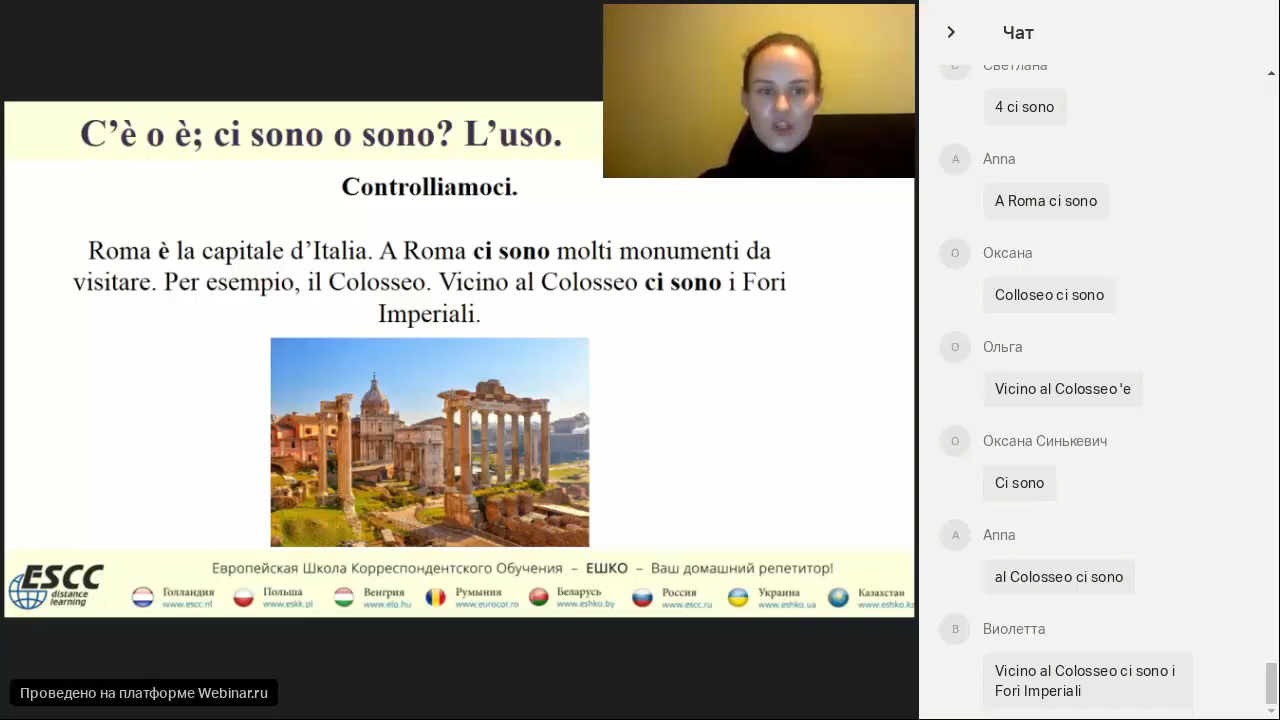 C’è o è; ci sono o sono? L’uso.
Controlliamoci.
Roma è la capitale d’Italia. A Roma ci sono molti monumenti da
visitare. Per esempio, il Colosseo. Vicino al Colosseo ci sono i Fori
Imperiali.
ESCC
distance
learning
Европейская Школа Корреспондентского Обучения – ЕШКО – Ваш домашний репетитор!
Голландия
www.escc.nl
Польша
www.eskk.pl
Венгрия
www.elo.hu
Румыния
www.eurocor.ro
Беларусь
www.eshko.by
Россия
www.escc.ru
Украина
www.eshko.ua
Казахстан
www.eshko.kz
Проведено на платформе Webinar.ru
Чат
С
Светлана
4 ci sono
A
Anna
A Roma ci sono
О
Оксана
Colloseo ci sono
О
Ольга
Vicino al Colosseo'e
О
Оксана Синькевич
Ci sono
A
Anna
al Colosseo ci sono
В
Виолетта
Vicino al Colosseo ci sono i
Fori Imperiali